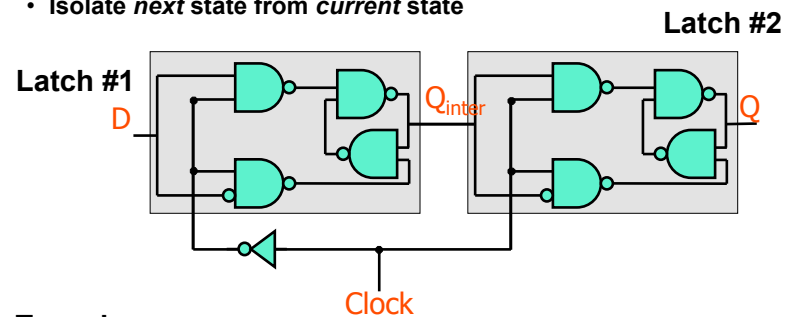 • Isolate next state from current state
Latch #2
Latch #1
D
Qinter
Q
Clock